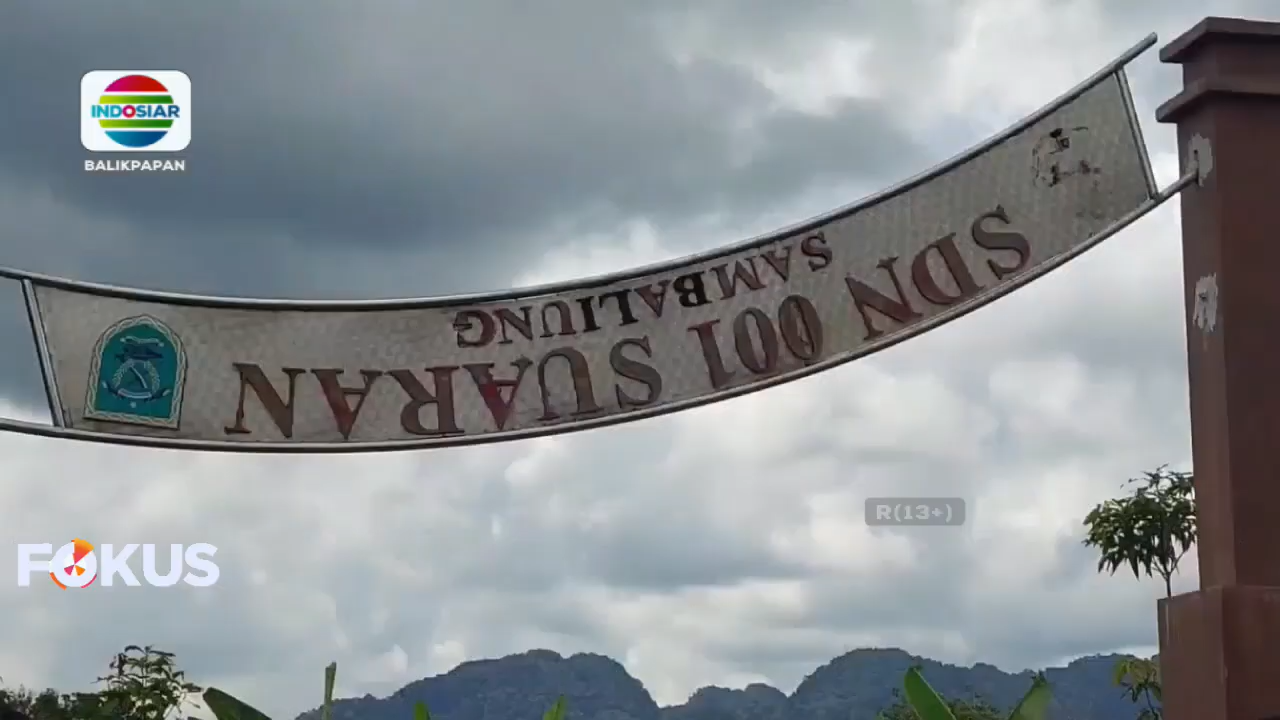 INDOSIAR
BALIKPAPAN
SDN 001 SUARAN
SAMBALIUNG
R(13+)
FOKUS